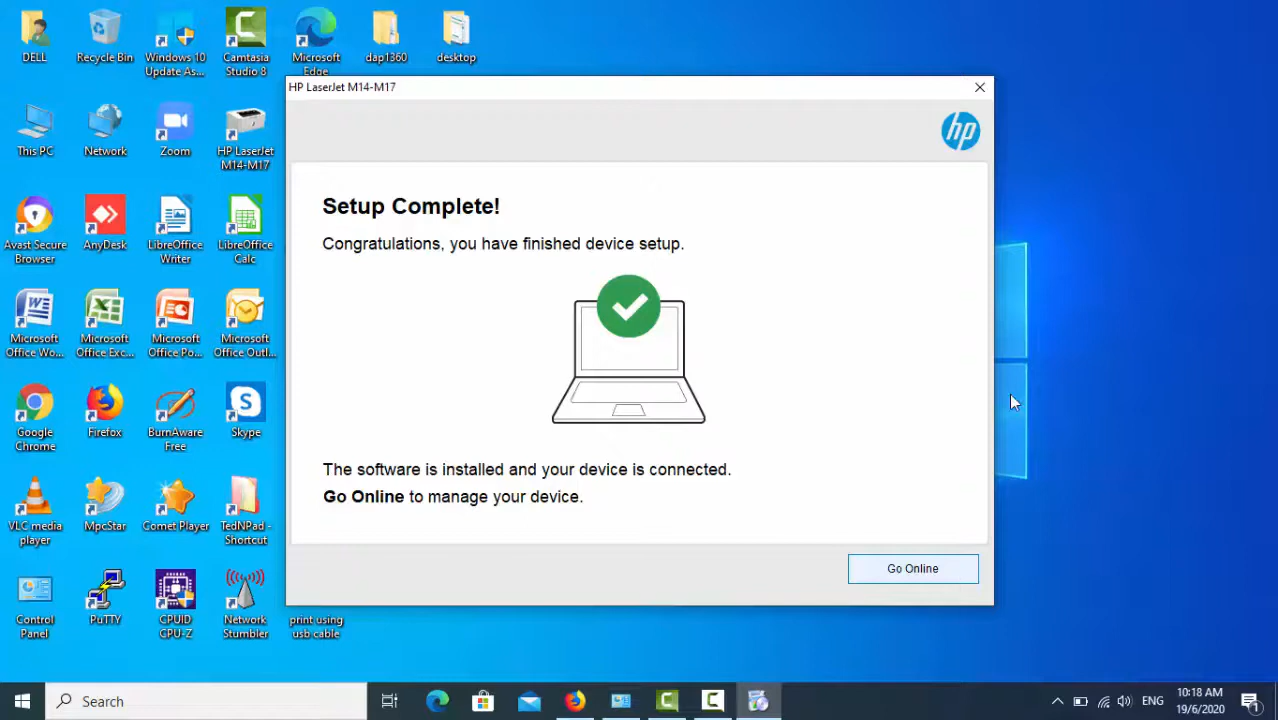 DELL
Recycle Bin
Windows 10
Update As...
Camtasia
Studio 8
Microsoft
Edge
dap1360
desktop
HP LaserJet M14-M17
hp
This PC
Network
Zoom
HP LaserJet
M14-M17
Setup Complete!
Congratulations, you have finished device setup.
Avast Secure
Browser
AnyDesk
LibreOffice
Writer
LibreOffice
Calc
Microsoft
Office Wo...
Microsoft
Office Exc...
Microsoft
Office Po...
Microsoft
Office Outl...
Google
Chrome
Firefox
BurnAware
Free
Skype
The software is installed and your device is connected.
Go Online to manage your device.
VLC media
player
MpcStar
Comet Player
TedNPad -
Shortcut
Go Online
Control
Panel
PuTTY
CPUID
CPU-Z
Network
Stumbler
print using
usb cable
Search
ENG
10:18 AM
19/6/2020
1